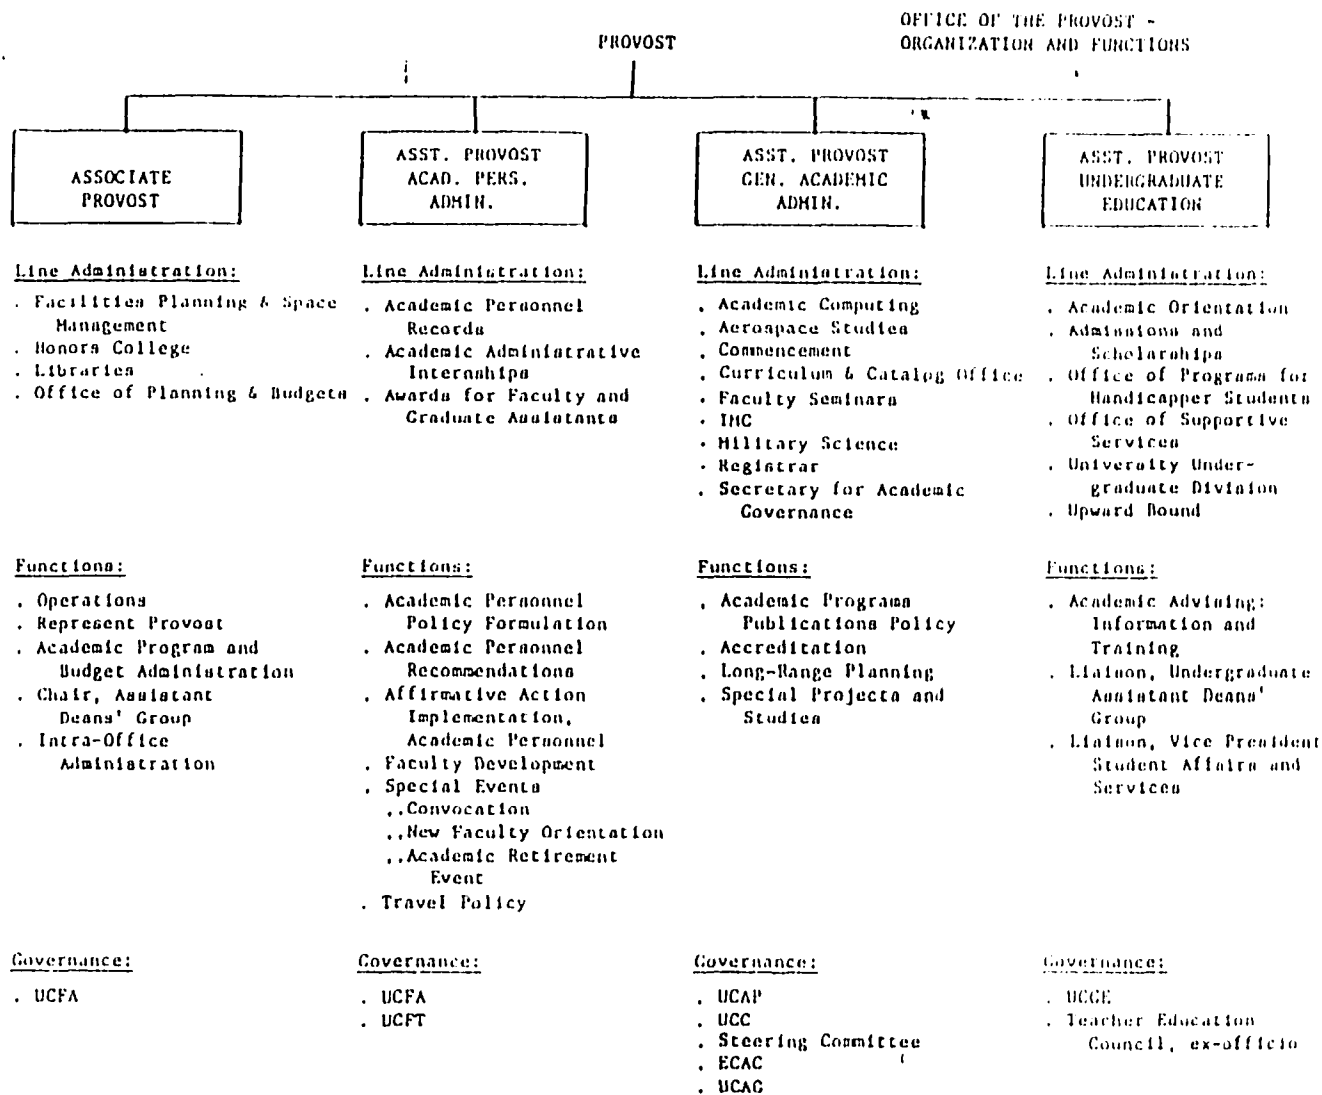 OFFICE OF THE PROVOST -
ORGANIZATION AND FUNCTIONS
PROVOST
ASSOCIATE
PROVOST
ASST. PROVOST
ACAD. PERS.
ADMIN.
ASST. PROVOST
GEN. ACADEMIC
ADMIN.
ASST. PROVOST
UNDERGRADUATE
EDUCATION
Line Administration:
. Facilities Planning & Space
Management
. Honors College
. Libraries
. Office of Planning & Budgets
Functions:
. Operations
. Represent Provost
. Academic Program and
Budget Administration
. Chair, Assistant
Deans' Group
. Intra-Office
Administration
Governance:
. UCFA
Line Administration:
. Academic Personnel
Records
. Academic Administrative
Internships
. Awards for Faculty and
Graduate Assistants
Functions:
. Academic Personnel
Policy Formulation
. Academic Personnel
Recommendations
. Affirmative Action
Implementation,
Academic Personnel
. Faculty Development
. Special Events
..Convocation
..New Faculty Orientation
..Academic Retirement
Event
. Travel Policy
Governance:
. UCFA
. UCFT
Line Administration:
. Academic Computing
. Aerospace Studies
. Commencement
. Curriculum & Catalog Office
. Faculty Seminars
. IMC
. Military Science
. Registrar
. Secretary for Academic
Governance
Functions:
. Academic Programs
Publications Policy
. Accreditation
. Long-Range Planning
. Special Projects and
Studies
Governance:
. UCAP
. UCC
. Steering Committee
. ECAC
. UCAG
Line Administration:
. Academic Orientation
. Admissions and
Scholarships
. Office of Programs for
Handicapper Students
. Office of Supportive
Services
. University Under-
graduate Division
. Upward Bound
Functions:
. Academic Advising:
Information and
Training
. Liaison, Undergraduate
Assistant Deans'
Group
. Liaison, Vice President
Student Affairs and
Services
Governance:
. UCGE
. Teacher Education
Council, ex-officio